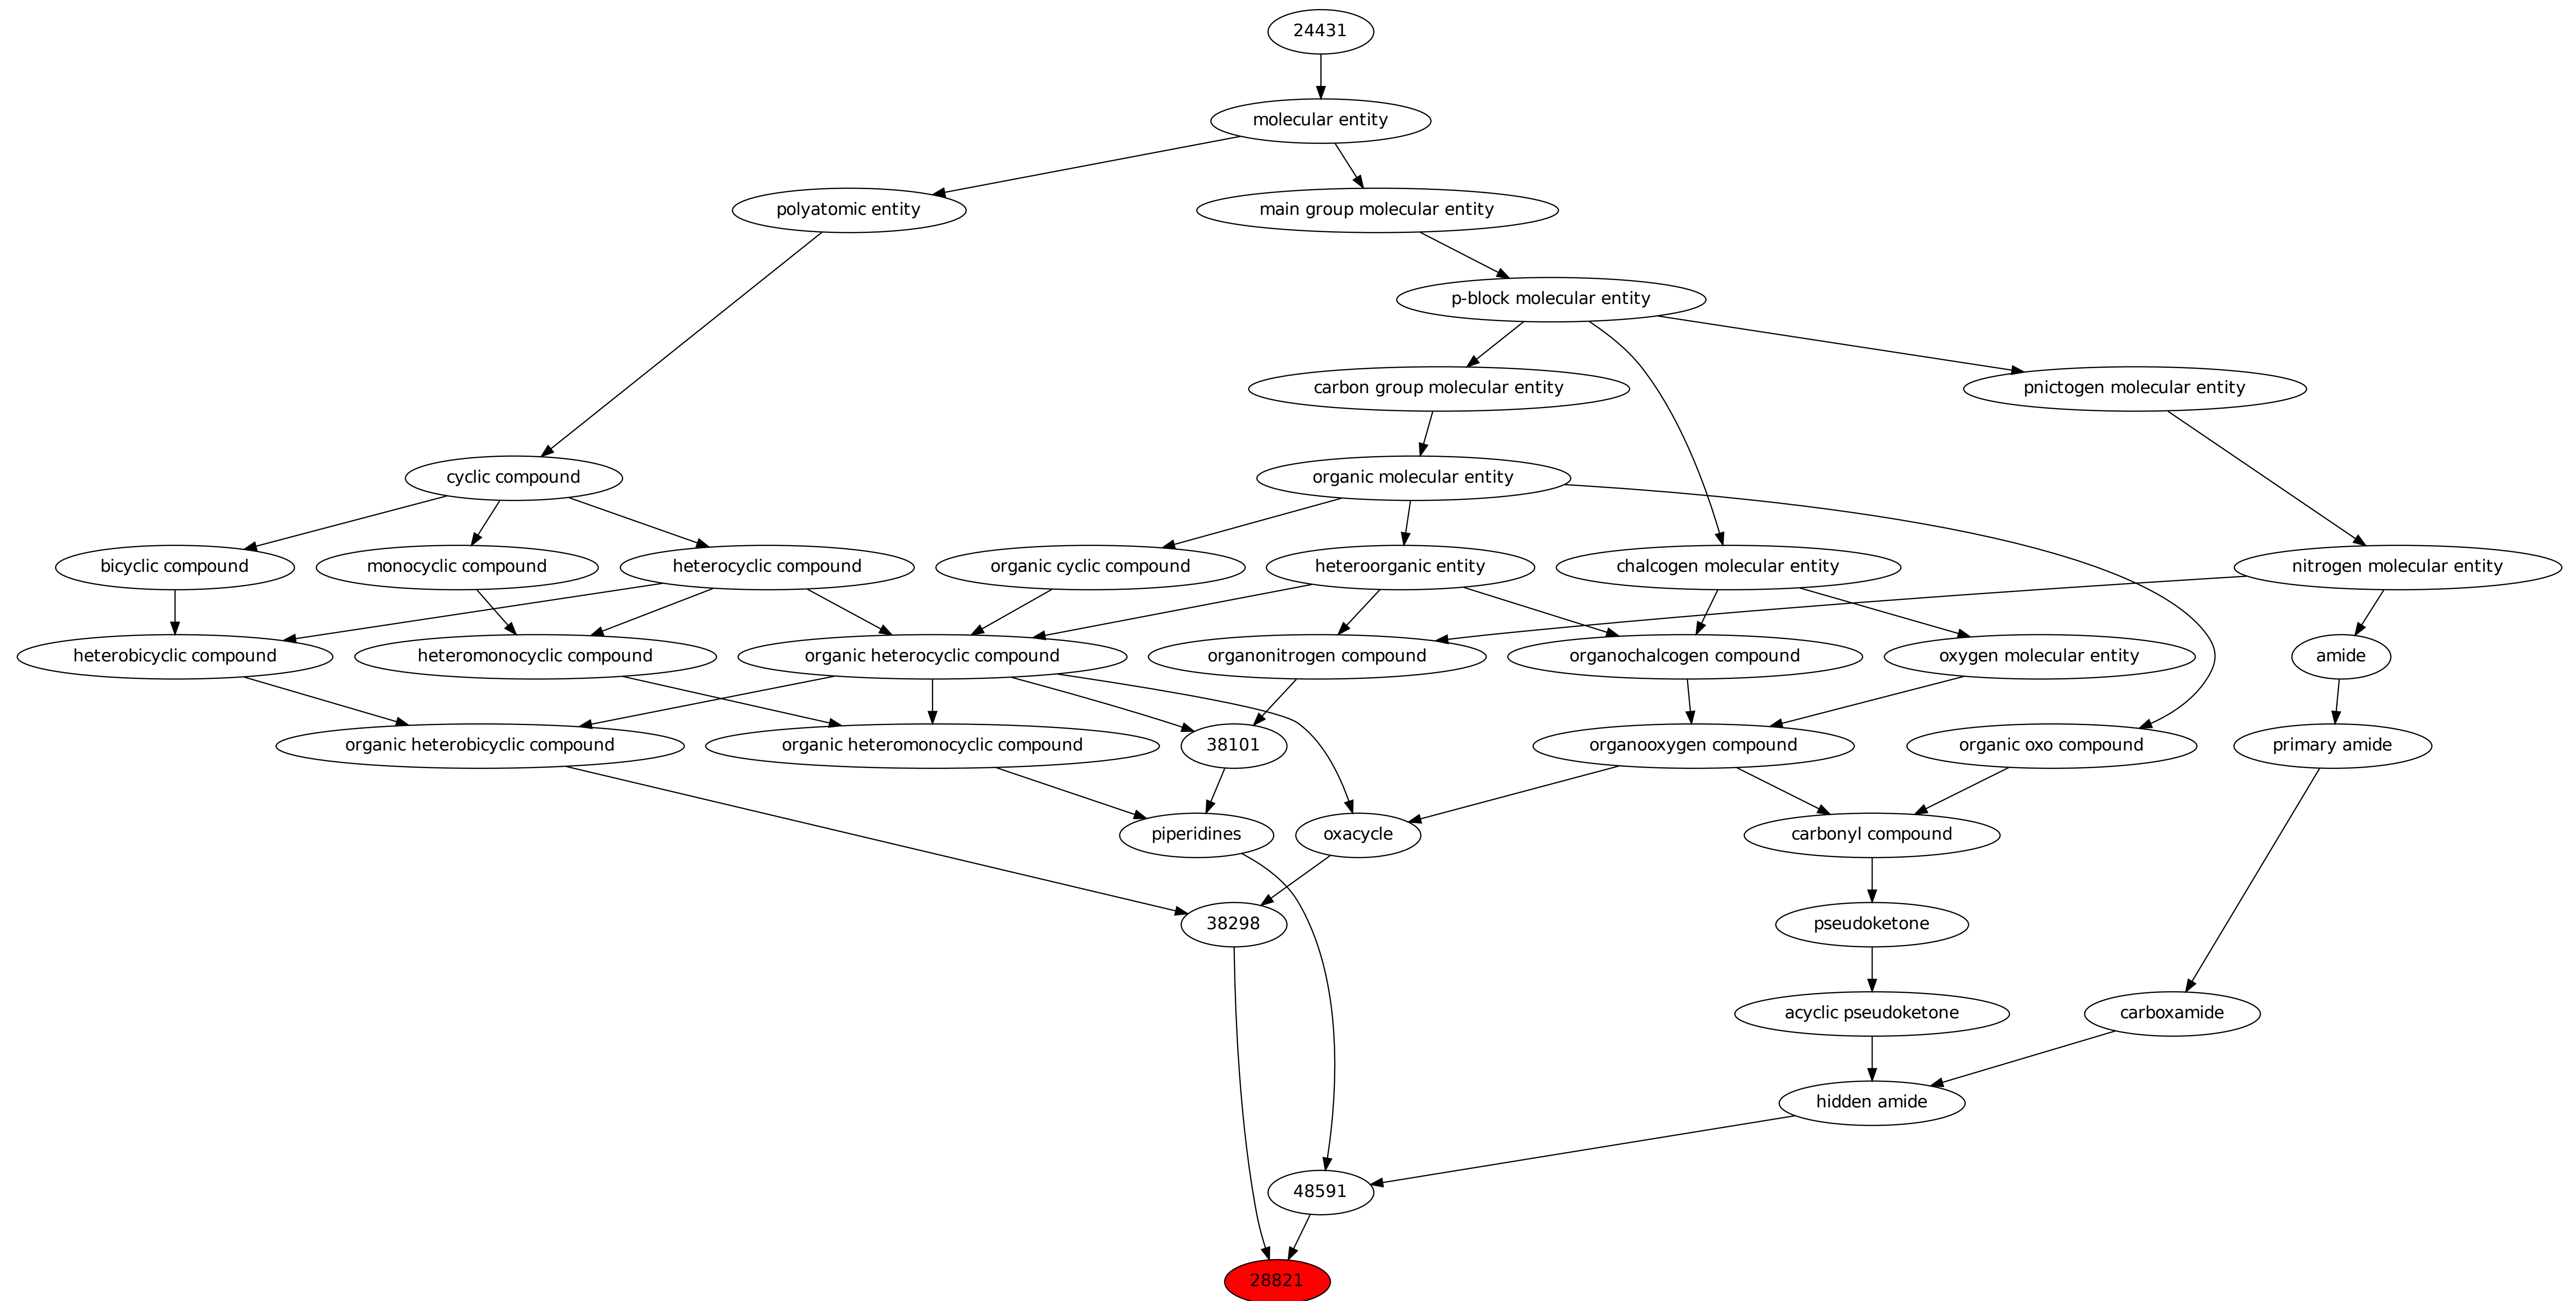 24431
molecular entity
polyatomic entity
main group molecular entity
p-block molecular entity
carbon group molecular entity
pnictogen molecular entity
cyclic compound
organic molecular entity
bicyclic compound
monocyclic compound
heterocyclic compound
organic cyclic compound
heteroorganic entity
chalcogen molecular entity
nitrogen molecular entity
heterobicyclic compound
heteromonocyclic compound
organic heterocyclic compound
organonitrogen compound
organochalcogen compound
oxygen molecular entity
amide
organic heterobicyclic compound
organic heteromonocyclic compound
38101
organooxygen compound
organic oxo compound
primary amide
piperidines
oxacycle
carbonyl compound
38298
pseudoketone
acyclic pseudoketone
carboxamide
hidden amide
48591
28821